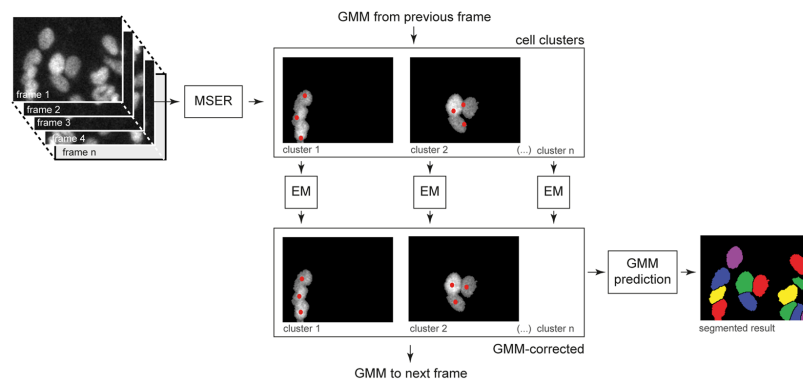 GMM from previous frame
cell clusters
frame 1
frame 2
frame 3
frame 4
frame n
MSER
cluster 1
cluster 2
(...)
cluster n
EM
EM
EM
cluster 1
cluster 2
(...)
cluster n
GMM-corrected
GMM
prediction
segmented result
GMM to next frame